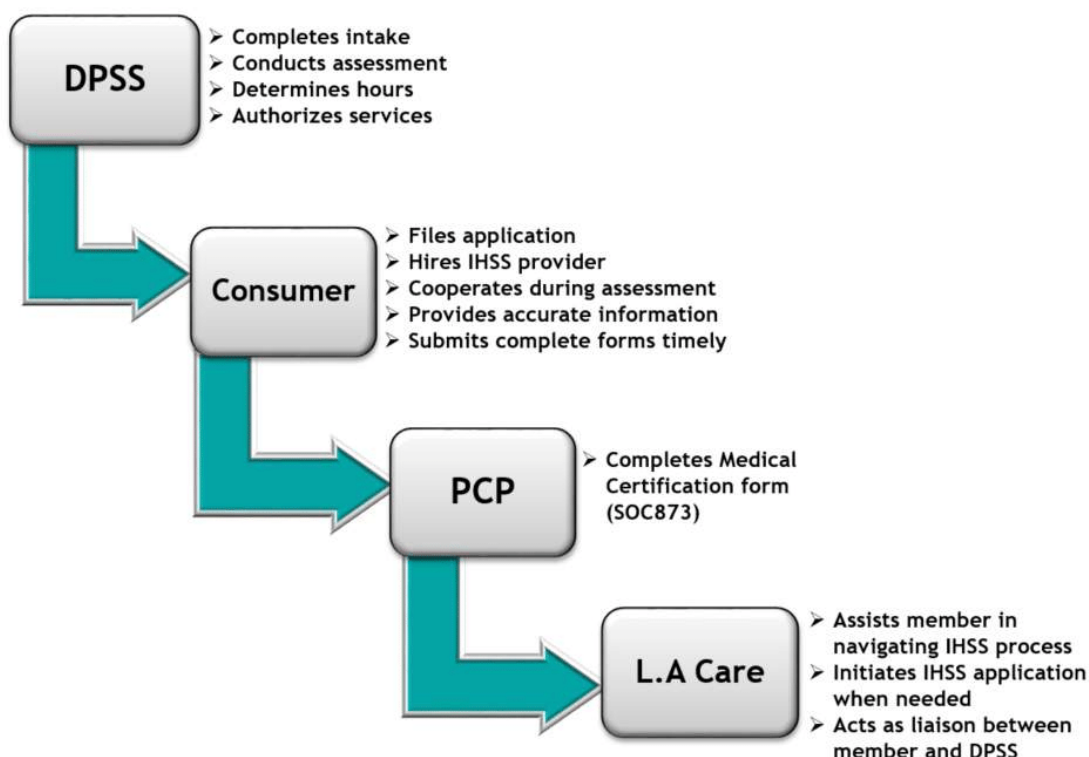 DPSS
➢ Completes intake
➢ Conducts assessment
➢ Determines hours
➢ Authorizes services
Consumer
➢ Files application
➢ Hires IHSS provider
➢ Cooperates during assessment
➢ Provides accurate information
➢ Submits complete forms timely
PCP
➢ Completes Medical
Certification form
(SOC873)
L.A Care
➢ Assists member in
navigating IHSS process
➢ Initiates IHSS application
when needed
➢ Acts as liaison between
member and DPSS